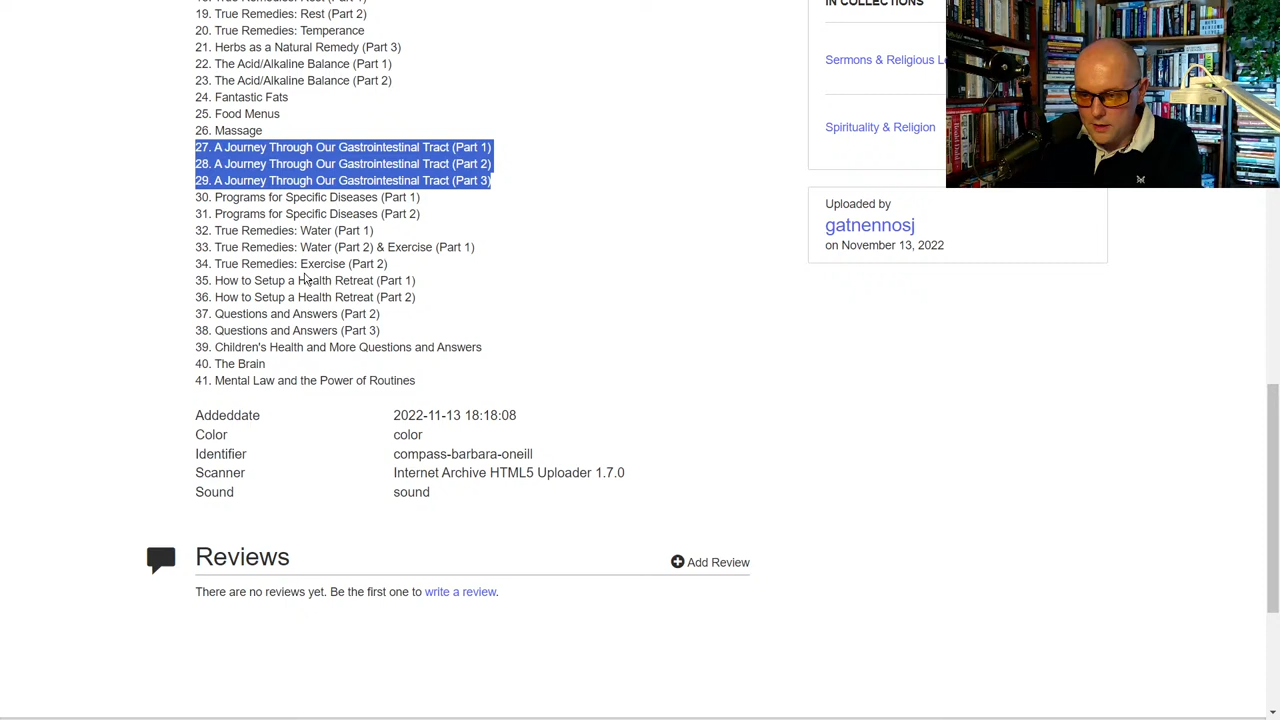 19. True Remedies: Rest (Part 2)
20. True Remedies: Temperance
21. Herbs as a Natural Remedy (Part 3)
22. The Acid/Alkaline Balance (Part 1)
23. The Acid/Alkaline Balance (Part 2)
24. Fantastic Fats
25. Food Menus
26. Massage
27. A Journey Through Our Gastrointestinal Tract (Part 1)
28. A Journey Through Our Gastrointestinal Tract (Part 2)
29. A Journey Through Our Gastrointestinal Tract (Part 3)
30. Programs for Specific Diseases (Part 1)
31. Programs for Specific Diseases (Part 2)
32. True Remedies: Water (Part 1)
33. True Remedies: Water (Part 2) & Exercise (Part 1)
34. True Remedies: Exercise (Part 2)
35. How to Setup a Health Retreat (Part 1)
36. How to Setup a Health Retreat (Part 2)
37. Questions and Answers (Part 2)
38. Questions and Answers (Part 3)
39. Children's Health and More Questions and Answers
40. The Brain
41. Mental Law and the Power of Routines
Addeddate 2022-11-13 18:18:08
Color color
Identifier compass-barbara-oneill
Scanner Internet Archive HTML5 Uploader 1.7.0
Sound sound
Reviews
Add Review
There are no reviews yet. Be the first one to write a review.
IN COLLECTIONS
Sermons & Religious
Spirituality & Religion
Uploaded by
gatnennosj
on November 13, 2022